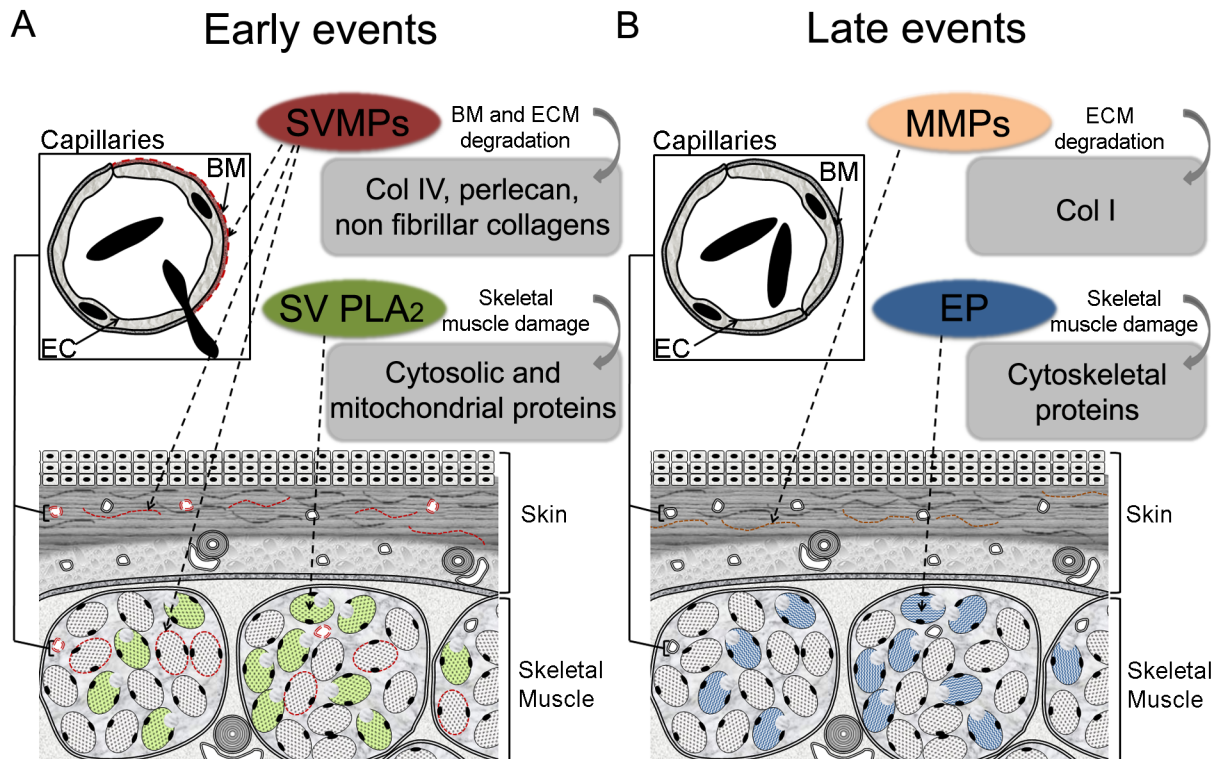 A
Early events
SVMPs
BM and ECM
degradation
Capillaries
BM
Col IV, perlecan,
non fibrillar collagens
SV PLA2
Skeletal
muscle damage
EC
Cytosolic and
mitochondrial proteins
Skin
Skeletal
Muscle
B
Late events
MMPs
ECM
degradation
Capillaries
BM
Col I
EP
Skeletal
muscle damage
EC
Cytoskeletal
proteins
Skin
Skeletal
Muscle